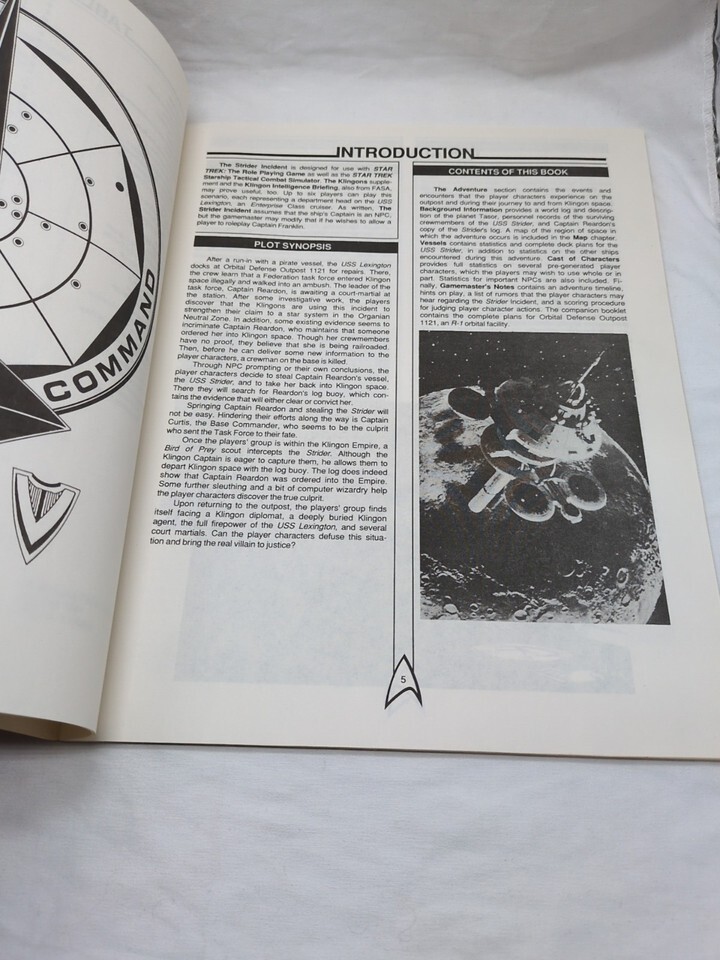 COMMAND
INTRODUCTION
The Strider Incident is designed for use with STAR
TREK: The Role Playing Game as well as the STAR TREK
Starship Tactical Combat Simulator. The Klingons supple-
ment and the Klingon Intelligence Briefing, also from FASA,
may prove useful, too. Up to six players can play this
scenario, each representing a department head on the USS
Lexington, an Enterprise Class cruiser. As written, The
Strider Incident assumes that the ship's Captain is an NPC,
but the gamemaster may modify that if he wishes to allow a
player to roleplay Captain Franklin.
PLOT SYNOPSIS
After a run-in with a pirate vessel, the USS Lexington
docks at Orbital Defense Outpost 1121 for repairs. There,
the crew learn that a Federation task force entered Klingon
space illegally and walked into an ambush. The leader of the
task force, Captain Reardon, is awaiting a court-martial at
the station. After some investigative work, the players
discover that the Klingons are using this incident to
strengthen their claim to a star system in the Organian
Neutral Zone. In addition, some existing evidence seems to
incriminate Captain Reardon, who maintains that someone
ordered her into Klingon space. Though her crewmembers
have no proof, they believe that she is being railroaded.
Then, before he can deliver some new information to the
player characters, a crewman on the base is killed.
Through NPC prompting or their own conclusions, the
player characters decide to steal Captain Reardon's vessel,
the USS Strider, and to take her back into Klingon space.
There they will search for Reardon's log buoy, which con-
tains the evidence that will either clear or convict her.
Springing Captain Reardon and stealing the Strider will
not be easy. Hindering their efforts along the way is Captain
Curtis, the Base Commander, who seems to be the culprit
who sent the Task Force to their fate.
Once the players' group is within the Klingon Empire, a
Bird of Prey scout intercepts the Strider. Although the
Klingon Captain is eager to capture them, he allows them to
depart Klingon space with the log buoy. The log does indeed
show that Captain Reardon was ordered into the Empire.
Some further sleuthing and a bit of computer wizardry help
the player characters discover the true culprit.
Upon returning to the outpost, the players' group finds
itself facing a Klingon diplomat, a deeply buried Klingon
agent, the full firepower of the USS Lexington, and several
court martials. Can the player characters defuse this situa-
tion and bring the real villain to justice?
CONTENTS OF THIS BOOK
The Adventure section contains the events and
encounters that the player characters experience on the
outpost and during their journey to and from Klingon space.
Background Information provides a world log and descrip-
tion of the planet Tasor, personnel records of the surviving
crewmembers of the USS Strider, and Captain Reardon's
copy of the Strider's log. A map of the region of space in
which the adventure occurs is included in the Map chapter.
Vessels contains statistics and complete deck plans for the
USS Strider, in addition to statistics on the other ships
encountered during this adventure. Cast of Characters
provides full statistics on several pre-generated player
characters, which the players may wish to use whole or in
part. Statistics for important NPCs are also included. Fi-
nally, Gamemaster's Notes contains an adventure timeline,
hints on play, a list of rumors that the player characters may
hear regarding the Strider Incident, and a scoring procedure
for judging player character actions. The companion booklet
contains the complete plans for Orbital Defense Outpost
1121, an R-1 orbital facility.
5